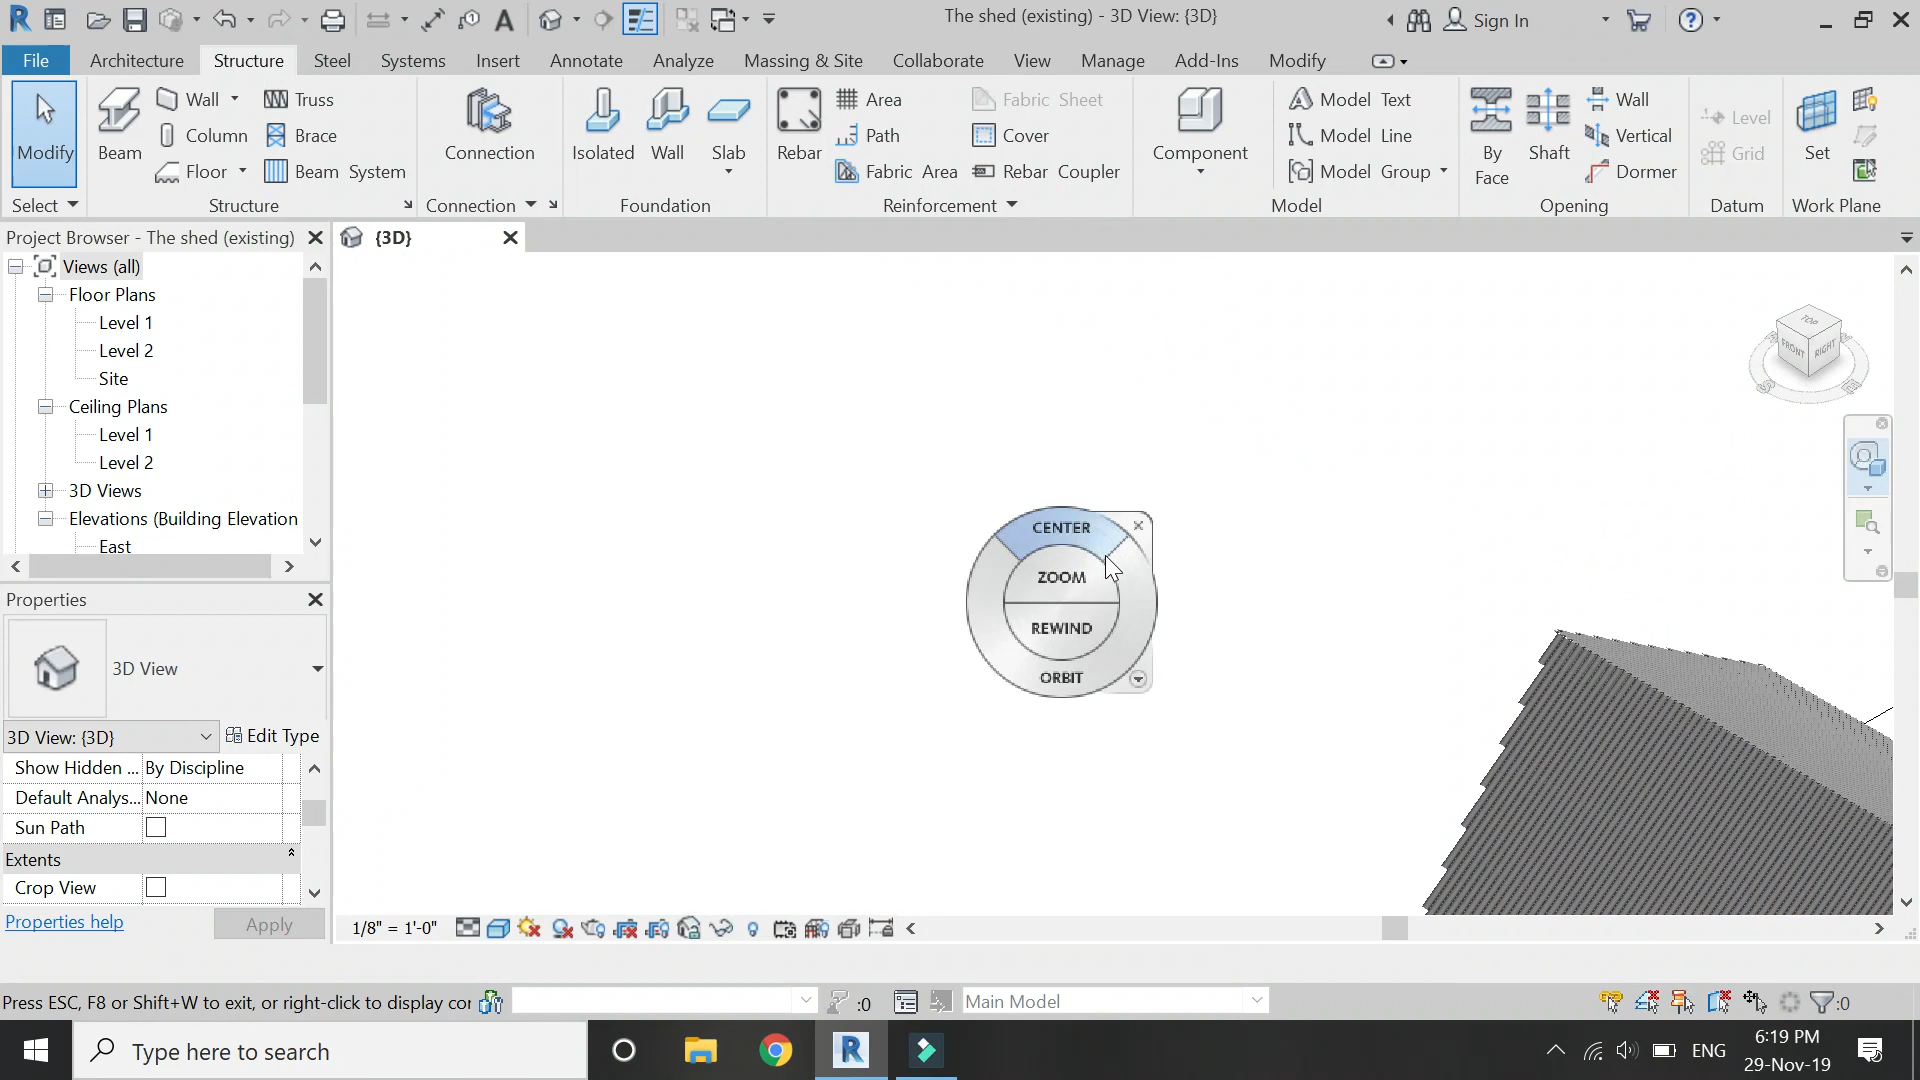 The shed (existing) - 3D View: {3D}
Sign In
File
Architecture
Structure
Steel
Systems
Insert
Annotate
Analyze
Massing & Site
Collaborate
View
Manage
Add-Ins
Modify
Modify
Beam
Wall
Column
Floor
Truss
Brace
Beam System
Connection
Isolated
Wall
Slab
Rebar
Area
Path
Fabric Area
Fabric Sheet
Cover
Rebar Coupler
Component
Model Text
Model Line
Model Group
By Face
Shaft
Wall
Vertical
Dormer
Level
Grid
Set
Select
Structure
Connection
Foundation
Reinforcement
Model
Opening
Datum
Work Plane
Project Browser - The shed (existing)
{3D}
Views (all)
Floor Plans
Level 1
Level 2
Site
Ceiling Plans
Level 1
Level 2
3D Views
Elevations (Building Elevation
East
TOP
FRONT
RIGHT
S
E
CENTER
ZOOM
REWIND
ORBIT
Properties
3D View
3D View: {3D}
Edit Type
Show Hidden ... By Discipline
Default Analys... None
Sun Path
Extents
Crop View
Properties help
Apply
1/8" = 1'-0"
Press ESC, F8 or Shift+W to exit, or right-click to display cor
:0
Main Model
:0
Type here to search
ENG
6:19 PM
29-Nov-19